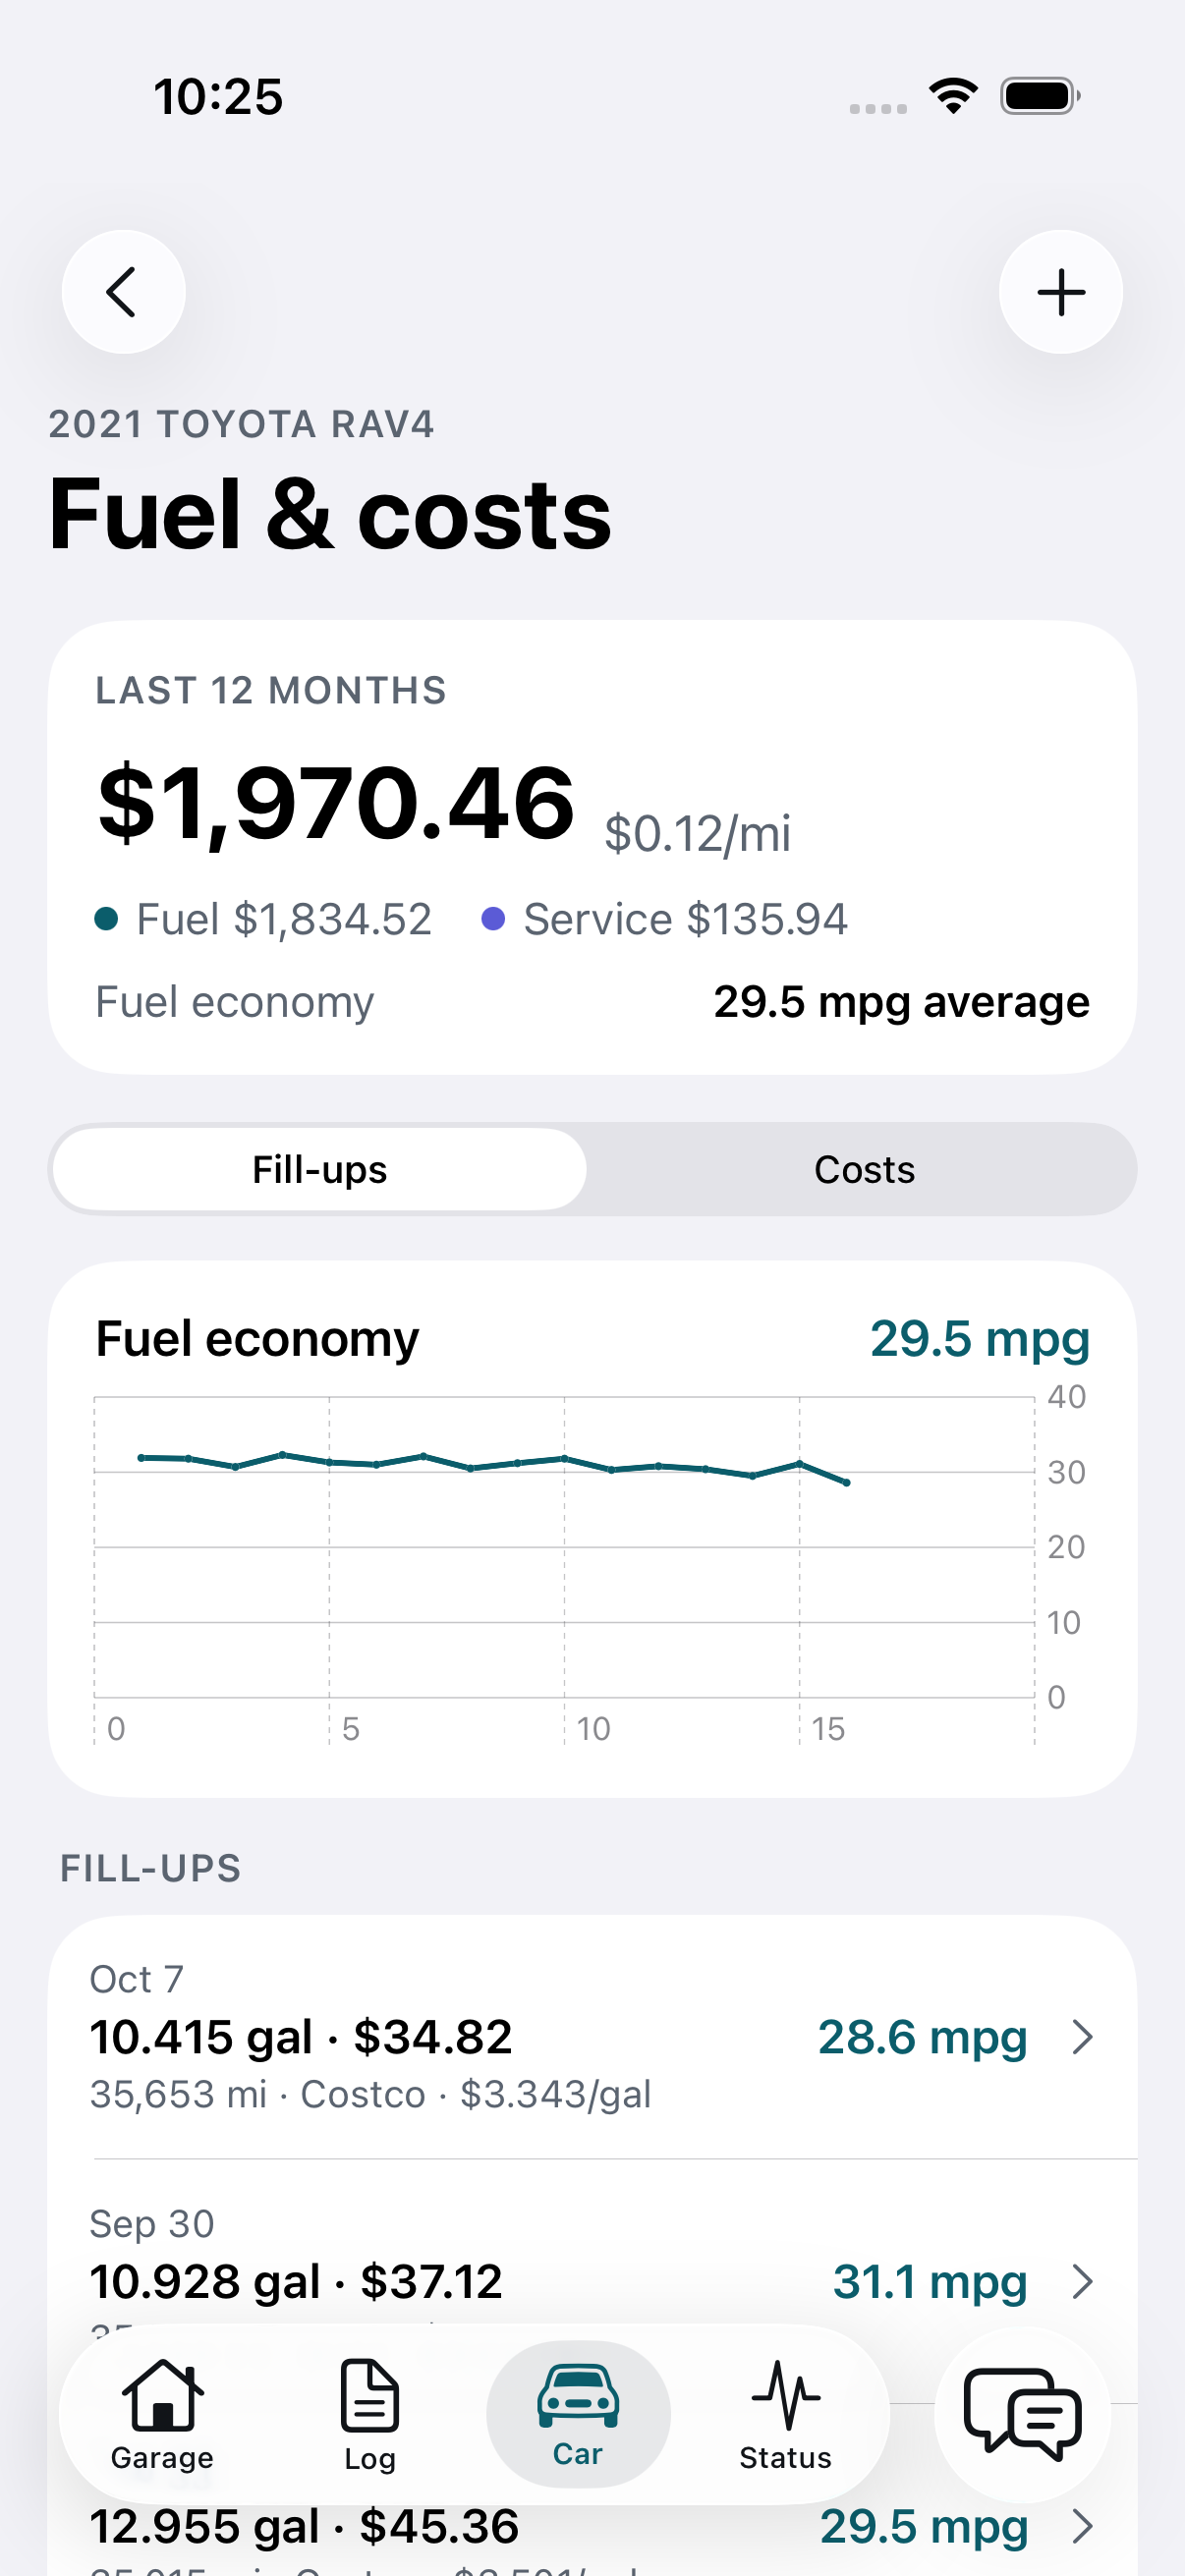 10:25
2021 TOYOTA RAV4
Fuel & costs
LAST 12 MONTHS
$1,970.46 $0.12/mi
Fuel $1,834.52 Service $135.94
Fuel economy 29.5 mpg average
Fill-ups Costs
Fuel economy 29.5 mpg
40
30
20
10
0
0 5 10 15
FILL-UPS
Oct 7
10.415 gal · $34.82 28.6 mpg
35,653 mi · Costco · $3.343/gal
Sep 30
10.928 gal · $37.12 31.1 mpg
Garage Log Car Status
12.955 gal · $45.36 29.5 mpg